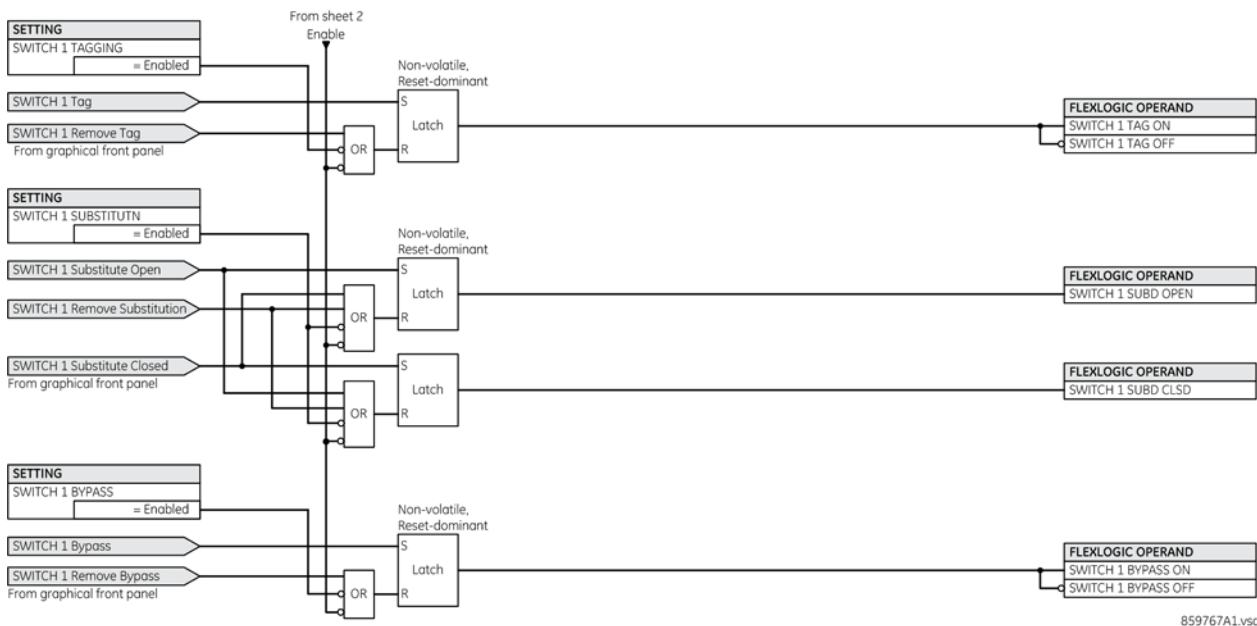 From sheet 2
Enable
SETTING
SWITCH 1 TAGGING
= Enabled
Non-volatile,
Reset-dominant
SWITCH 1 Tag
S
Latch
R
SWITCH 1 Remove Tag
From graphical front panel
OR
FLEXLOGIC OPERAND
SWITCH 1 TAG ON
SWITCH 1 TAG OFF
SETTING
SWITCH 1 SUBSTITUTN
= Enabled
Non-volatile,
Reset-dominant
SWITCH 1 Substitute Open
S
Latch
R
SWITCH 1 Remove Substitution
OR
FLEXLOGIC OPERAND
SWITCH 1 SUBD OPEN
SWITCH 1 Substitute Closed
From graphical front panel
S
Latch
R
OR
FLEXLOGIC OPERAND
SWITCH 1 SUBD CLSD
SETTING
SWITCH 1 BYPASS
= Enabled
Non-volatile,
Reset-dominant
SWITCH 1 Bypass
S
Latch
R
SWITCH 1 Remove Bypass
From graphical front panel
OR
FLEXLOGIC OPERAND
SWITCH 1 BYPASS ON
SWITCH 1 BYPASS OFF
859767A1.vsd